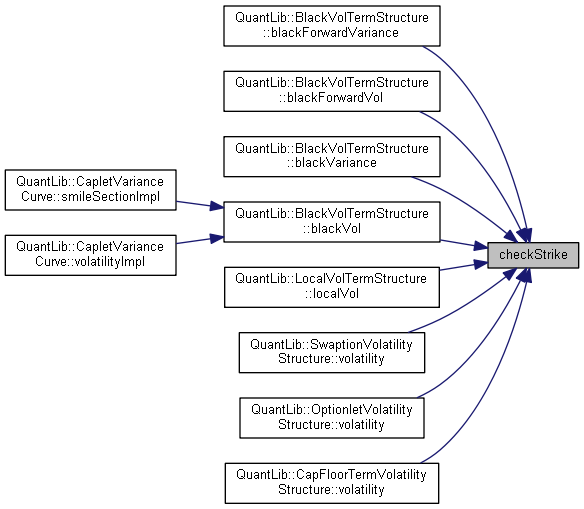 QuantLib::BlackVolTermStructure
::blackForwardVariance
QuantLib::BlackVolTermStructure
::blackForwardVol
QuantLib::BlackVolTermStructure
::blackVariance
QuantLib::CapletVariance
Curve::smileSectionImpl
QuantLib::BlackVolTermStructure
::blackVol
QuantLib::CapletVariance
Curve::volatilityImpl
checkStrike
QuantLib::LocalVolTermStructure
::localVol
QuantLib::SwaptionVolatility
Structure::volatility
QuantLib::OptionletVolatility
Structure::volatility
QuantLib::CapFloorTermVolatility
Structure::volatility